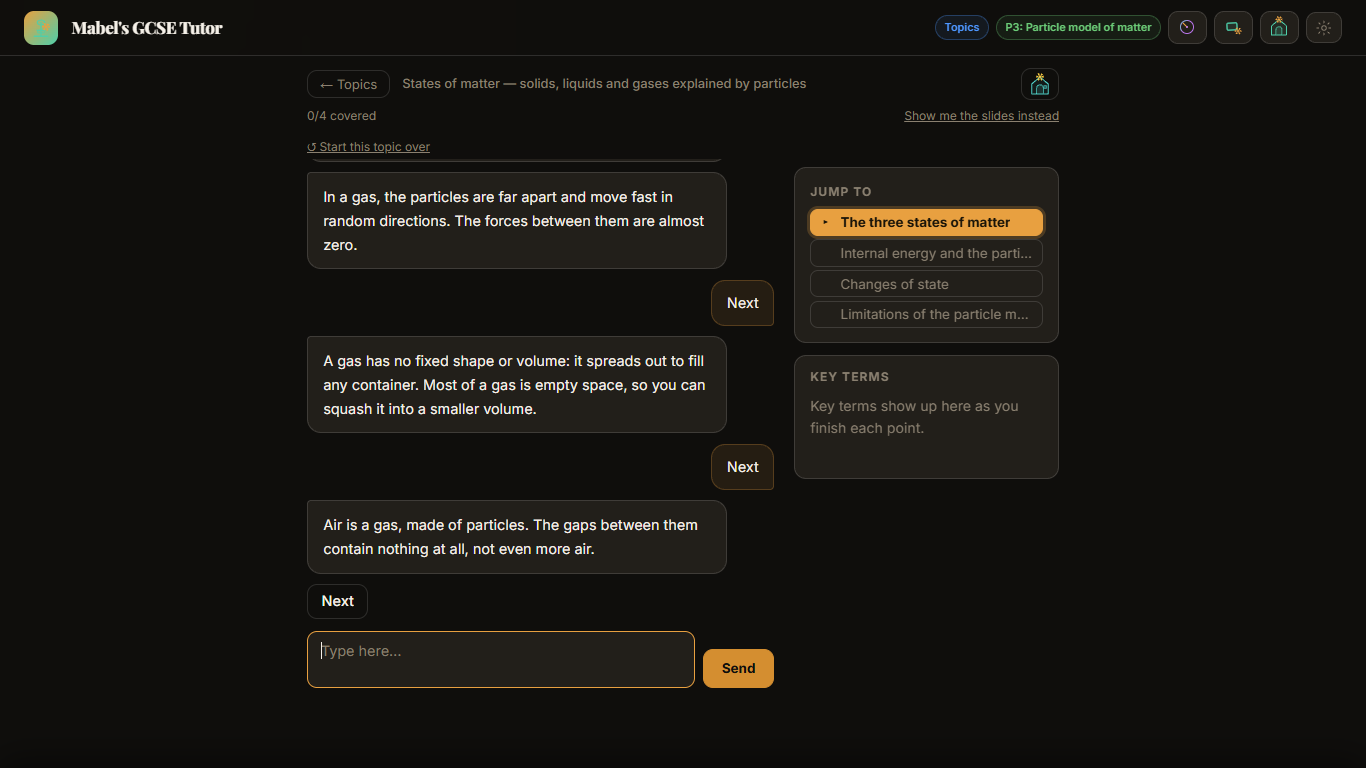 Mabel's GCSE Tutor
Topics
P3: Particle model of matter
← Topics
States of matter — solids, liquids and gases explained by particles
0/4 covered
Show me the slides instead
↺ Start this topic over
In a gas, the particles are far apart and move fast in
random directions. The forces between them are almost
zero.
Next
A gas has no fixed shape or volume: it spreads out to fill
any container. Most of a gas is empty space, so you can
squash it into a smaller volume.
Next
Air is a gas, made of particles. The gaps between them
contain nothing at all, not even more air.
Next
Type here...
Send
JUMP TO
‣ The three states of matter
Internal energy and the parti...
Changes of state
Limitations of the particle m...
KEY TERMS
Key terms show up here as you
finish each point.